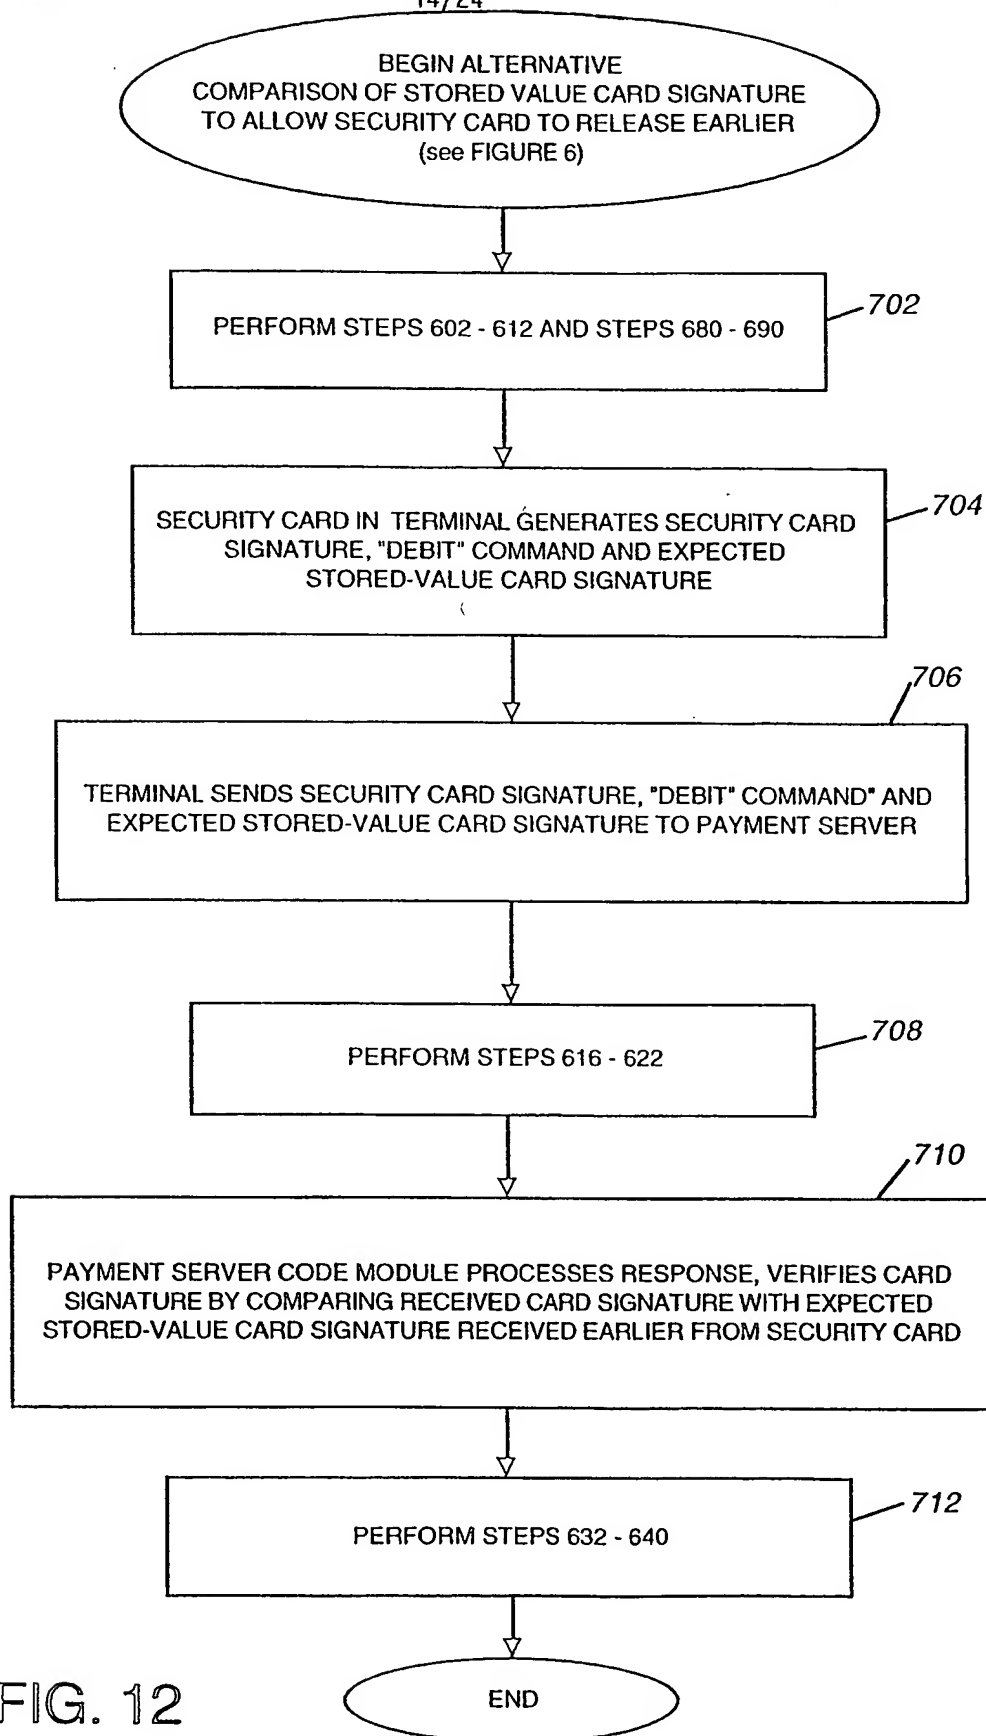 14/24
BEGIN ALTERNATIVE
COMPARISON OF STORED VALUE CARD SIGNATURE
TO ALLOW SECURITY CARD TO RELEASE EARLIER
(see FIGURE 6)
702
PERFORM STEPS 602 - 612 AND STEPS 680 - 690
704
SECURITY CARD IN TERMINAL GENERATES SECURITY CARD
SIGNATURE, "DEBIT" COMMAND AND EXPECTED
STORED-VALUE CARD SIGNATURE
706
TERMINAL SENDS SECURITY CARD SIGNATURE, "DEBIT" COMMAND" AND
EXPECTED STORED-VALUE CARD SIGNATURE TO PAYMENT SERVER
708
PERFORM STEPS 616 - 622
710
PAYMENT SERVER CODE MODULE PROCESSES RESPONSE, VERIFIES CARD
SIGNATURE BY COMPARING RECEIVED CARD SIGNATURE WITH EXPECTED
STORED-VALUE CARD SIGNATURE RECEIVED EARLIER FROM SECURITY CARD
712
PERFORM STEPS 632 - 640
END
FIG. 12